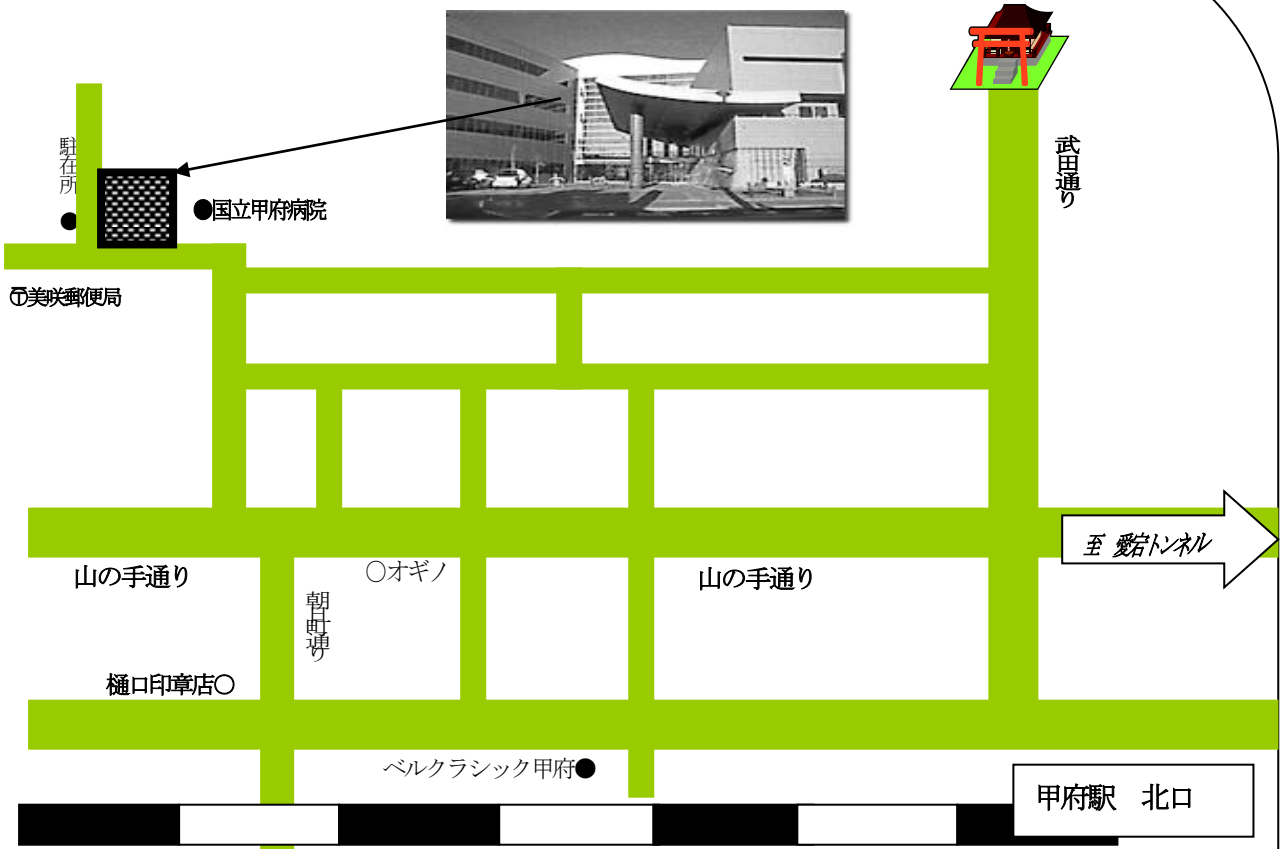 武田通り
駐在所
●
●国立甲府病院
〒美咲郵便局
至 愛宕トンネル
山の手通り
○オギノ
山の手通り
朝日町通り
樋口印章店○
ベルクラシック甲府●
甲府駅　北口